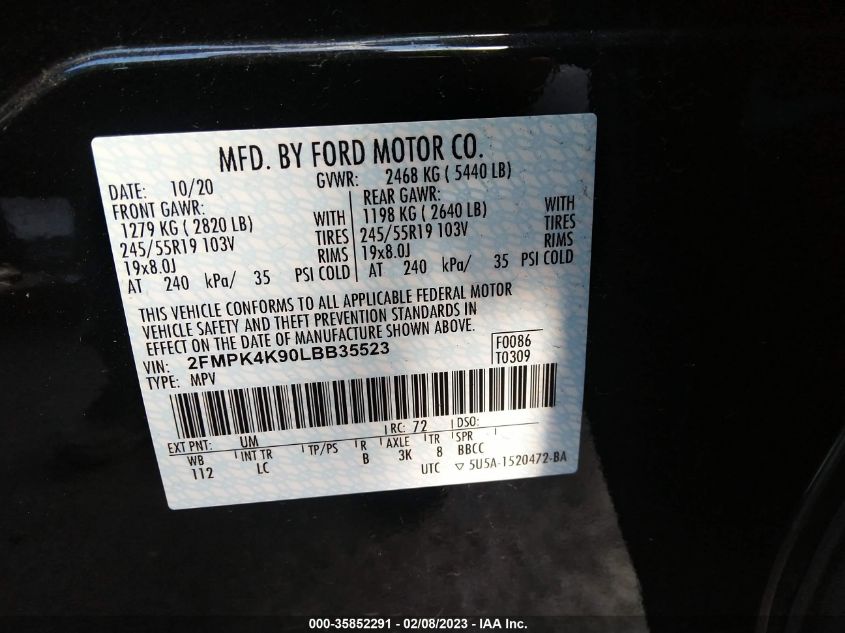 MFD. BY FORD MOTOR CO.
DATE: 10/20 GVWR: 2468 KG ( 5440 LB)
FRONT GAWR: REAR GAWR:
1279 KG ( 2820 LB) WITH 1198 KG ( 2640 LB) WITH
245/55R19 103V TIRES 245/55R19 103V TIRES
19x8.0J RIMS 19x8.0J RIMS
AT 240 kPa/ 35 PSI COLD AT 240 kPa/ 35 PSI COLD
THIS VEHICLE CONFORMS TO ALL APPLICABLE FEDERAL MOTOR
VEHICLE SAFETY AND THEFT PREVENTION STANDARDS IN
EFFECT ON THE DATE OF MANUFACTURE SHOWN ABOVE.
VIN: 2FMPK4K90LBB35523 F0086
TYPE: MPV T0309
EXT PNT: UM RC: 72 DSO:
WB INT TR TP/PS R AXLE TR SPR
112 LC B 3K 8 BBCC
UTC ▽ 5U5A-1520472-BA
000-35852291 - 02/08/2023 - IAA Inc.